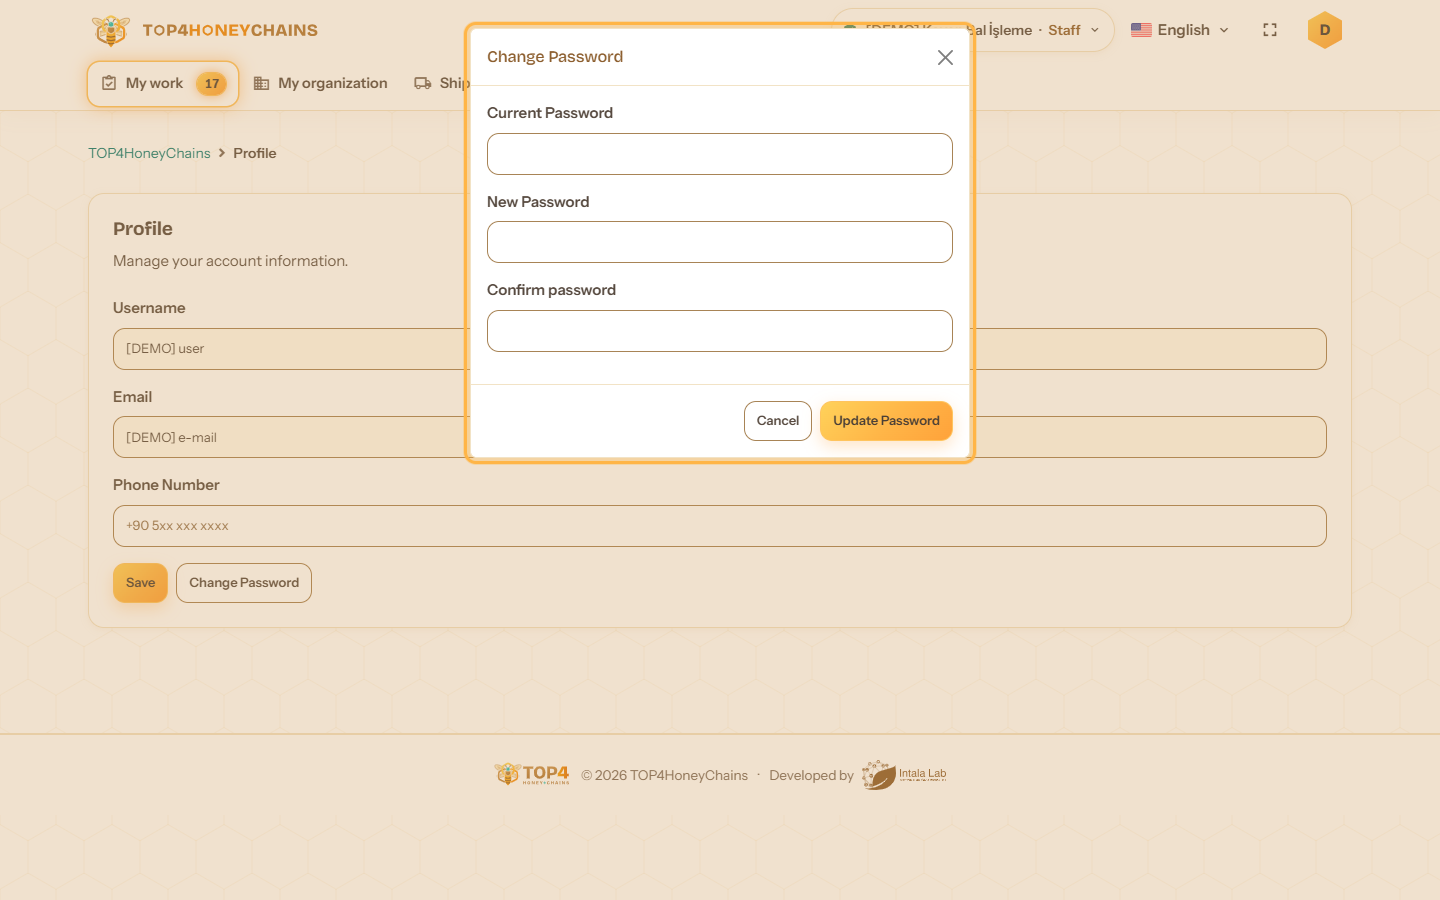 TOP4HONEYCHAINS
al İşleme · Staff
English
D
My work 17
My organization
Ship
TOP4HoneyChains > Profile
Change Password
Current Password
New Password
Confirm password
Cancel
Update Password
Profile
Manage your account information.
Username
[DEMO] user
Email
[DEMO] e-mail
Phone Number
+90 5xx xxx xxxx
Save
Change Password
TOP4
HONEYCHAINS
© 2026 TOP4HoneyChains · Developed by
Intala Lab